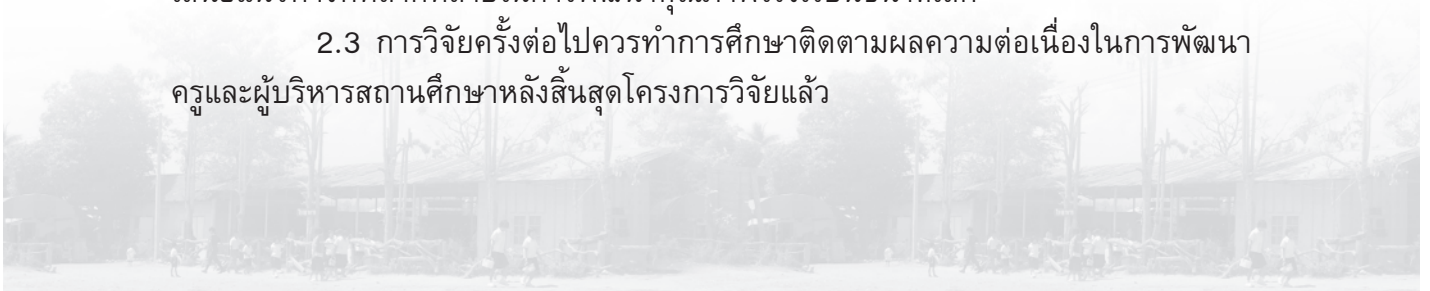 2.3 การวิจัยครั้งต่อไปควรทำการศึกษาติดตามผลความต่อเนื่องในการพัฒนา
ครูและผู้บริหารสถานศึกษาหลังสิ้นสุดโครงการวิจัยแล้ว